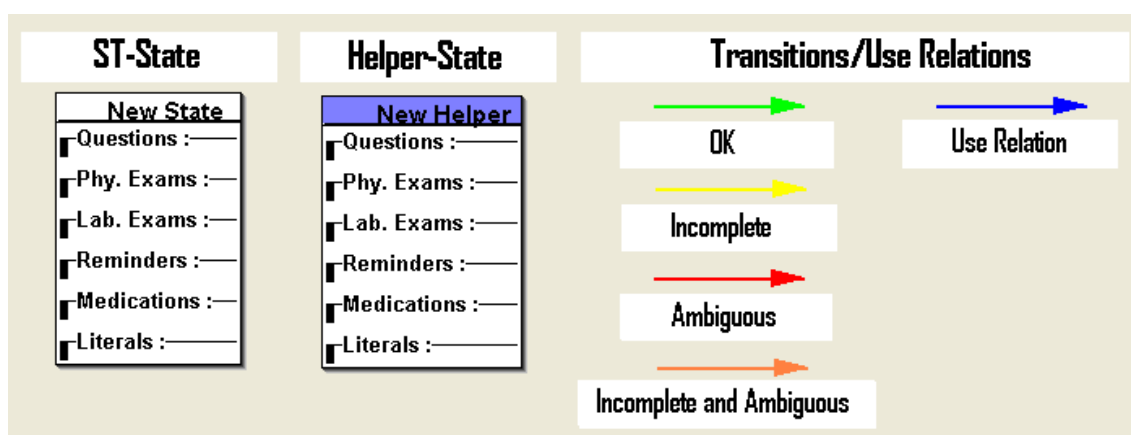 ST-State
New State
Questions :
Phy. Exams :
Lab. Exams :
Reminders :
Medications :
Literals :
Helper-State
New Helper
Questions :
Phy. Exams :
Lab. Exams :
Reminders :
Medications :
Literals :
Transitions/Use Relations
OK
Use Relation
Incomplete
Ambiguous
Incomplete and Ambiguous